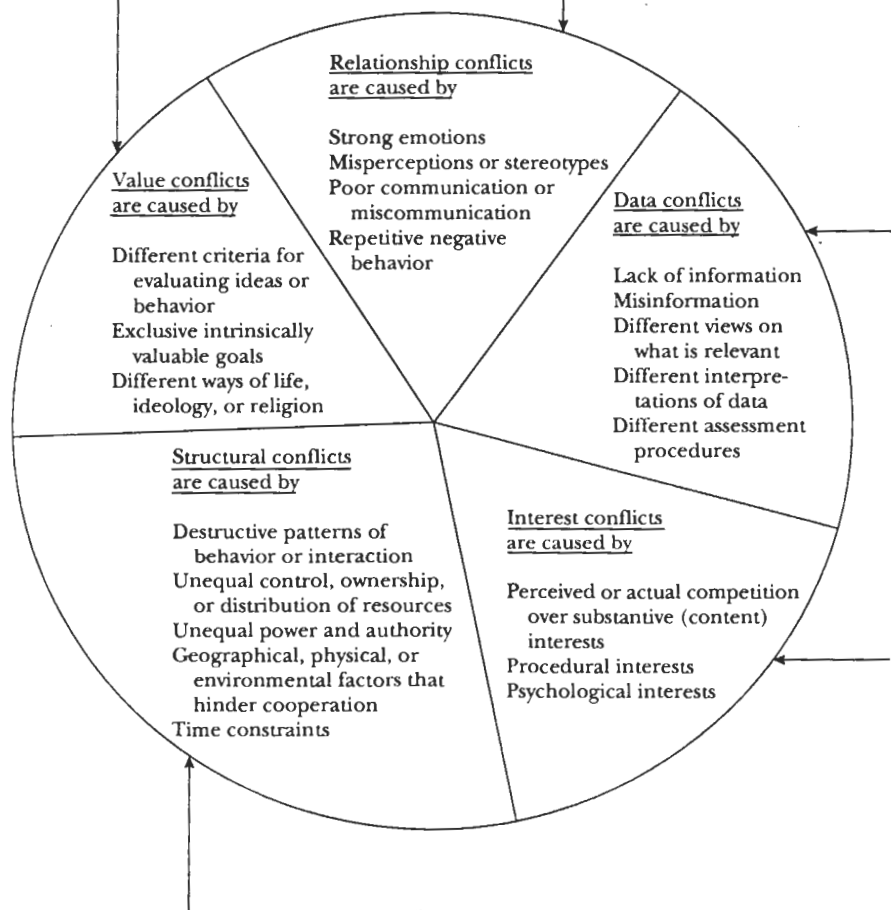 Relationship conflicts
are caused by
Strong emotions
Misperceptions or stereotypes
Poor communication or
miscommunication
Repetitive negative
behavior
Value conflicts
are caused by
Different criteria for
evaluating ideas or
behavior
Exclusive intrinsically
valuable goals
Different ways of life,
ideology, or religion
Data conflicts
are caused by
Lack of information
Misinformation
Different views on
what is relevant
Different interpre-
tations of data
Different assessment
procedures
Structural conflicts
are caused by
Destructive patterns of
behavior or interaction
Unequal control, ownership,
or distribution of resources
Unequal power and authority
Geographical, physical, or
environmental factors that
hinder cooperation
Time constraints
Interest conflicts
are caused by
Perceived or actual competition
over substantive (content)
interests
Procedural interests
Psychological interests